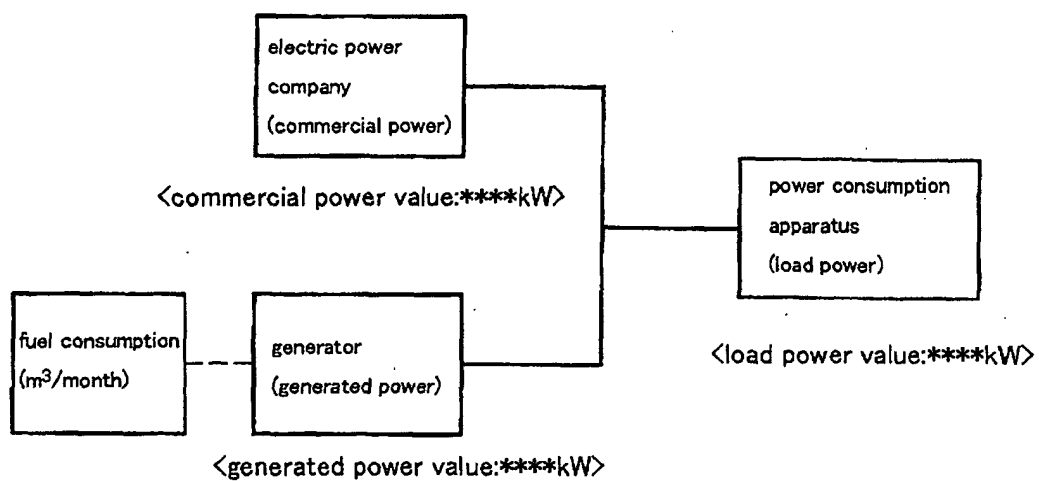 electric power
company
(commercial power)
<commercial power value:****kW>
power consumption
apparatus
(load power)
<load power value:****kW>
fuel consumption
(m³/month)
generator
(generated power)
<generated power value:****kW>